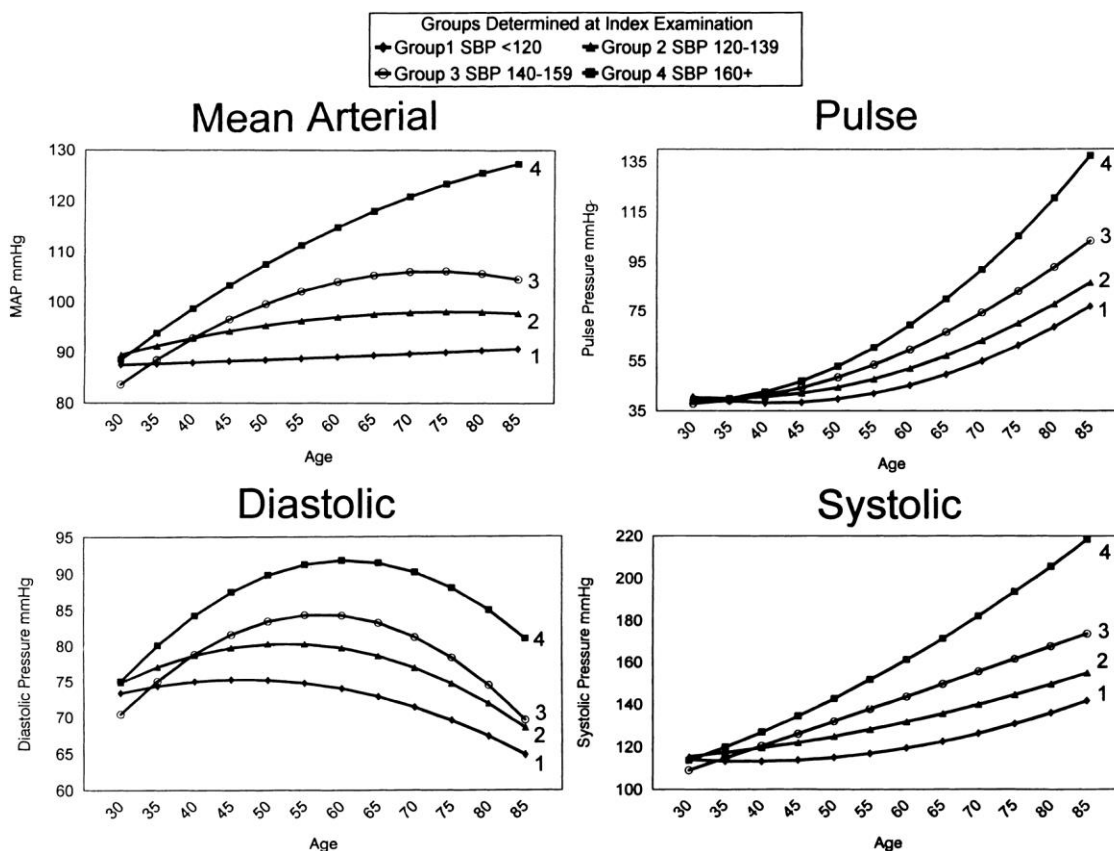 Groups Determined at Index Examination
Group1 SBP <120 Group 2 SBP 120-139
Group 3 SBP 140-159 Group 4 SBP 160+
Mean Arterial
130
120
110
100
90
80
MAP mmHg
4
3
2
1
30 35 40 45 50 55 60 65 70 75 80 85
Age
Pulse
135
115
95
75
55
35
Pulse Pressure mmHg
4
3
2
1
30 35 40 45 50 55 60 65 70 75 80 85
Age
Diastolic
95
90
85
80
75
70
65
60
Diastolic Pressure mmHg
4
3
2
1
30 35 40 45 50 55 60 65 70 75 80 85
Age
Systolic
220
200
180
160
140
120
100
Systolic Pressure mmHg
4
3
2
1
30 35 40 45 50 55 60 65 70 75 80 85
Age